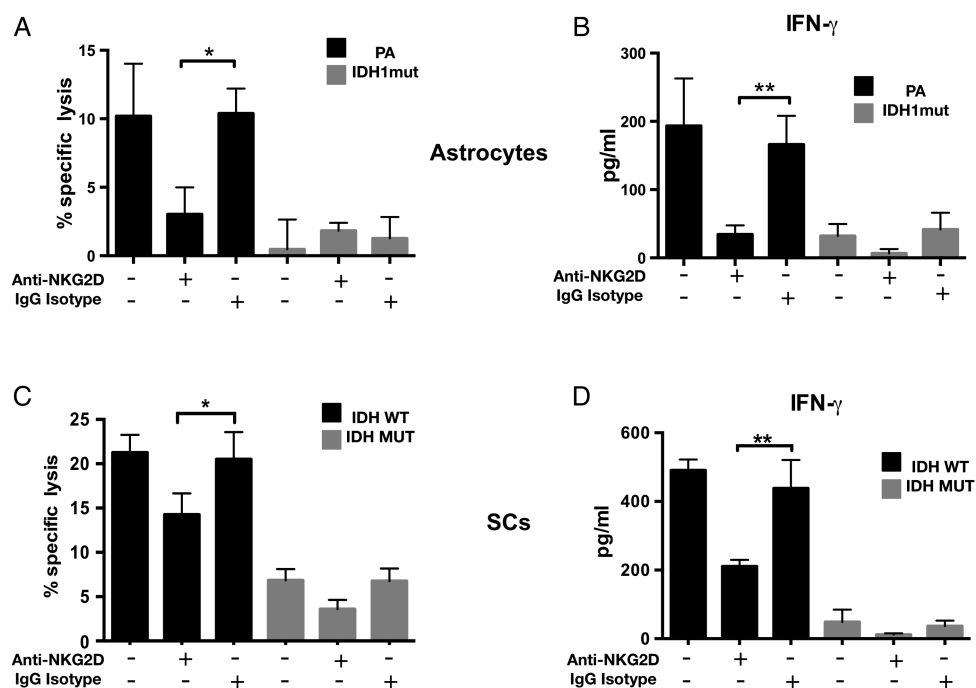 A
15
10
5
0
% specific lysis
*
PA
IDH1mut
Anti-NKG2D - + - - + -
IgG Isotype - - + - - +
Astrocytes
B
IFN-γ
300
200
100
0
pg/ml
**
PA
IDH1mut
Anti-NKG2D - + - - + -
IgG Isotype - - + - - +
C
25
20
15
10
5
0
% specific lysis
*
IDH WT
IDH MUT
Anti-NKG2D - + - - + -
IgG Isotype - - + - - +
SCs
D
IFN-γ
600
400
200
0
pg/ml
**
IDH WT
IDH MUT
Anti-NKG2D - + - - + -
IgG Isotype - - + - - +